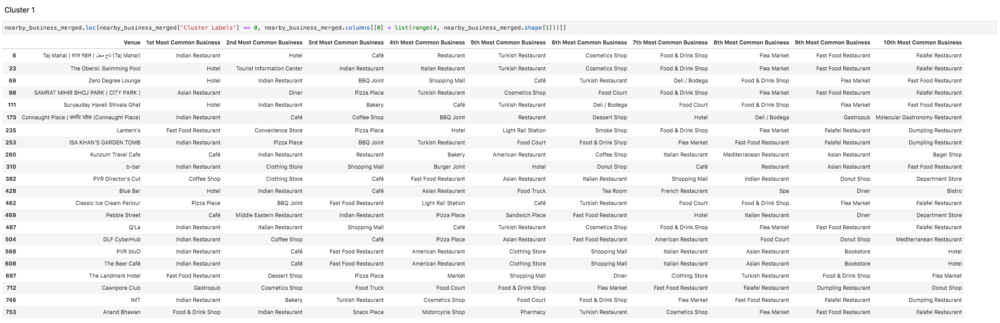 Cluster 1
nearby_business_merged.loc[nearby_business_merged['Cluster Labels'] == 0, nearby_business_merged.columns[[0] + list(range(4, nearby_business_merged.shape[1]))]]
Venue 1st Most Common Business 2nd Most Common Business 3rd Most Common Business 4th Most Common Business 5th Most Common Business 6th Most Common Business 7th Most Common Business 8th Most Common Business 9th Most Common Business 10th Most Common Business
6 Taj Mahal | ताज महल | تاج محل (Taj Mahal) Indian Restaurant Hotel Café Restaurant Turkish Restaurant Cosmetics Shop Food & Drink Shop Flea Market Fast Food Restaurant Falafel Restaurant
23 The Oberoi: Swimming Pool Hotel Tourist Information Center Indian Restaurant Italian Restaurant Turkish Restaurant Cosmetics Shop Food & Drink Shop Flea Market Fast Food Restaurant Falafel Restaurant
69 Zero Degree Lounge Hotel Indian Restaurant BBQ Joint Shopping Mall Café Turkish Restaurant Deli / Bodega Food & Drink Shop Flea Market Fast Food Restaurant
98 SAMRAT MIHIR BHOJ PARK ( CITY PARK ) Asian Restaurant Diner Pizza Place Turkish Restaurant Cosmetics Shop Food Court Food & Drink Shop Flea Market Fast Food Restaurant Falafel Restaurant
111 Suryauday Haveli Shivala Ghat Hotel Indian Restaurant Bakery Café Turkish Restaurant Deli / Bodega Food Court Food & Drink Shop Flea Market Fast Food Restaurant
173 Connaught Place | कनॉट प्लेस (Connaught Place) Indian Restaurant Café Coffee Shop BBQ Joint Restaurant Dessert Shop Hotel Deli / Bodega Gastropub Molecular Gastronomy Restaurant
235 Lantern's Fast Food Restaurant Convenience Store Pizza Place Hotel Light Rail Station Smoke Shop Food & Drink Shop Flea Market Falafel Restaurant Dumpling Restaurant
253 ISA KHAN'S GARDEN TOMB Indian Restaurant Pizza Place BBQ Joint Turkish Restaurant Food Court Food & Drink Shop Flea Market Fast Food Restaurant Falafel Restaurant Dumpling Restaurant
260 Kunzum Travel Cafe Café Indian Restaurant Restaurant Bakery American Restaurant Coffee Shop Italian Restaurant Mediterranean Restaurant Asian Restaurant Bagel Shop
310 b-bar Indian Restaurant Clothing Store Shopping Mall Burger Joint Hotel Donut Shop Café Restaurant Asian Restaurant Fast Food Restaurant
382 PVR Director's Cut Coffee Shop Clothing Store Café Fast Food Restaurant Asian Restaurant Italian Restaurant Shopping Mall Indian Restaurant Donut Shop Department Store
428 Blue Bar Hotel Indian Restaurant Café Asian Restaurant Food Truck Tea Room French Restaurant Spa Diner Bistro
462 Classic Ice Cream Parlour Pizza Place BBQ Joint Fast Food Restaurant Light Rail Station Café Turkish Restaurant Food Court Food & Drink Shop Flea Market Falafel Restaurant
469 Pebble Street Café Middle Eastern Restaurant Indian Restaurant Pizza Place Sandwich Place Fast Food Restaurant Hotel Italian Restaurant Diner Department Store
487 Q'La Indian Restaurant Italian Restaurant Shopping Mall Café Turkish Restaurant Cosmetics Shop Food & Drink Shop Flea Market Fast Food Restaurant Falafel Restaurant
504 DLF CyberHub Indian Restaurant Coffee Shop Café Pizza Place Asian Restaurant Fast Food Restaurant American Restaurant Food Court Donut Shop Mediterranean Restaurant
568 PVR bluO Indian Restaurant Café Fast Food Restaurant American Restaurant Clothing Store Shopping Mall Italian Restaurant Asian Restaurant Bookstore Hotel
608 The Beer Café Indian Restaurant Café Fast Food Restaurant American Restaurant Clothing Store Shopping Mall Italian Restaurant Asian Restaurant Bookstore Hotel
697 The Landmark Hotel Fast Food Restaurant Dessert Shop Pizza Place Market Shopping Mall Diner Clothing Store Turkish Restaurant Food & Drink Shop Flea Market
712 Cawnpore Club Gastropub Cosmetics Shop Food Truck Food Court Food & Drink Shop Flea Market Fast Food Restaurant Falafel Restaurant Dumpling Restaurant Donut Shop
746 IMT Indian Restaurant Bakery Turkish Restaurant Cosmetics Shop Food Court Food & Drink Shop Flea Market Fast Food Restaurant Falafel Restaurant Dumpling Restaurant
753 Anand Bhawan Food & Drink Shop Indian Restaurant Snack Place Motorcycle Shop Pharmacy Turkish Restaurant Cosmetics Shop Flea Market Fast Food Restaurant Falafel Restaurant